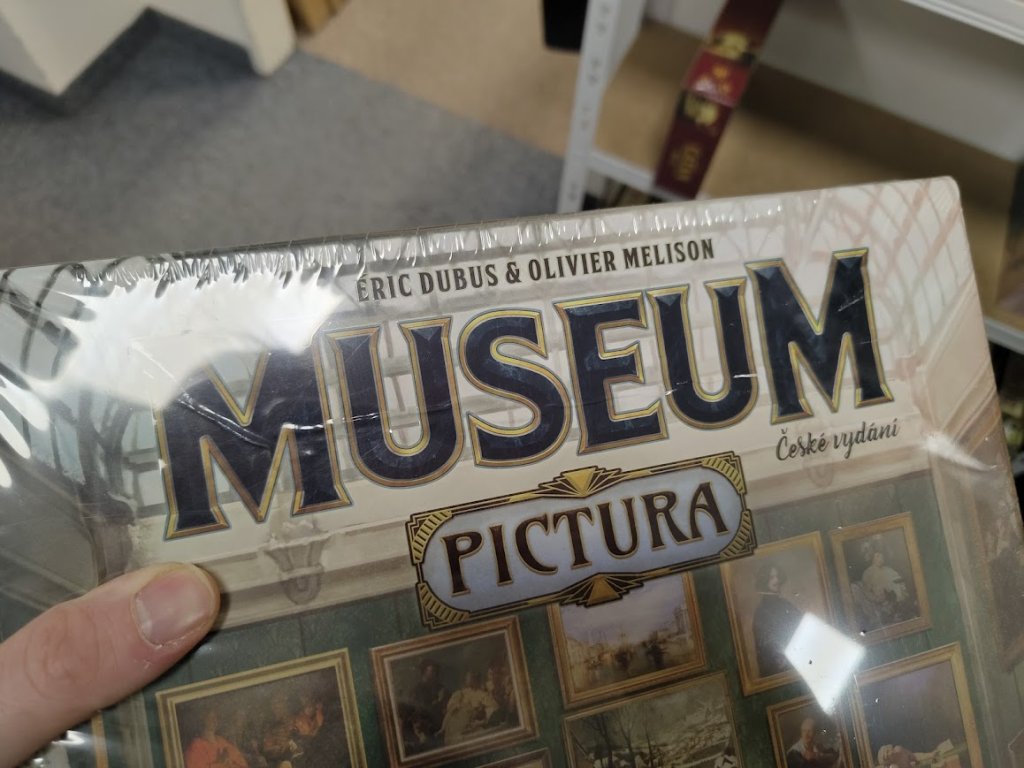 ÉRIC DUBUS & OLIVIER MELISON
MUSEUM
České vydání
PICTURA